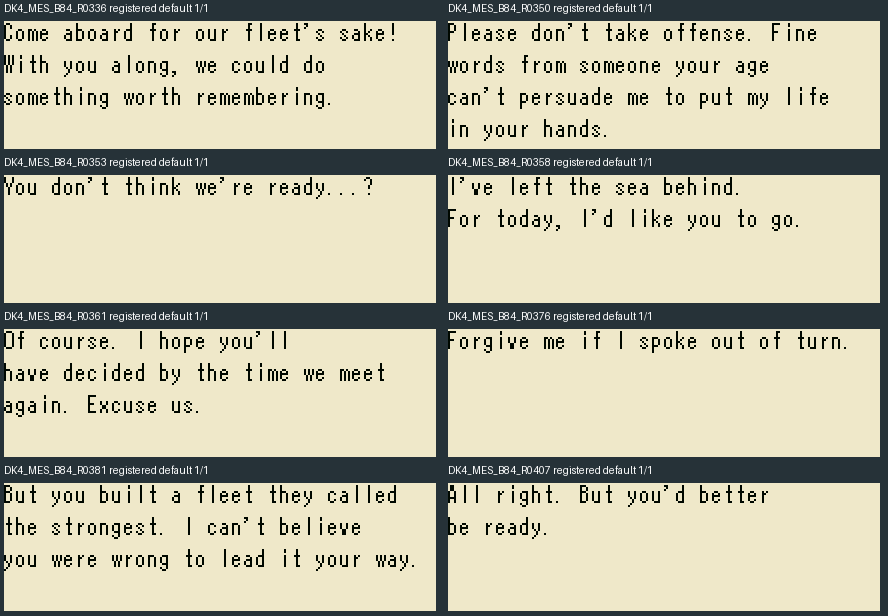 DK4_MES_B84_R0336 registered default 1/1
Come aboard for our fleet's sake!
With you along, we could do
something worth remembering.
DK4_MES_B84_R0350 registered default 1/1
Please don't take offense. Fine
words from someone your age
can't persuade me to put my life
in your hands.
DK4_MES_B84_R0353 registered default 1/1
You don't think we're ready...?
DK4_MES_B84_R0358 registered default 1/1
I've left the sea behind.
For today, I'd like you to go.
DK4_MES_B84_R0361 registered default 1/1
Of course. I hope you'll
have decided by the time we meet
again. Excuse us.
DK4_MES_B84_R0376 registered default 1/1
Forgive me if I spoke out of turn.
DK4_MES_B84_R0381 registered default 1/1
But you built a fleet they called
the strongest. I can't believe
you were wrong to lead it your way.
DK4_MES_B84_R0407 registered default 1/1
All right. But you'd better
be ready.